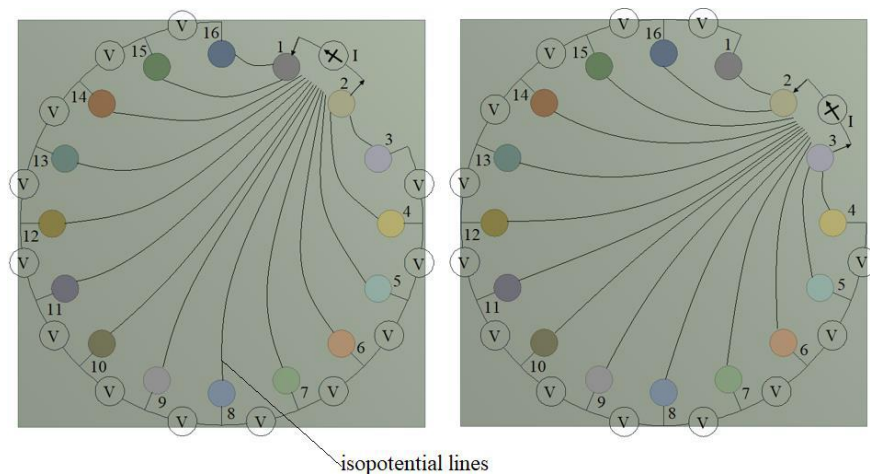 16 1 I
15 2
14 3
13 4
12 5
11 6
10 7
9 8
V V V V V V V V V V V V V
16 1
15 2 I
14 3
13 4
12 5
11 6
10 7
9 8
V V V V V V V V V V V V V
isopotential lines